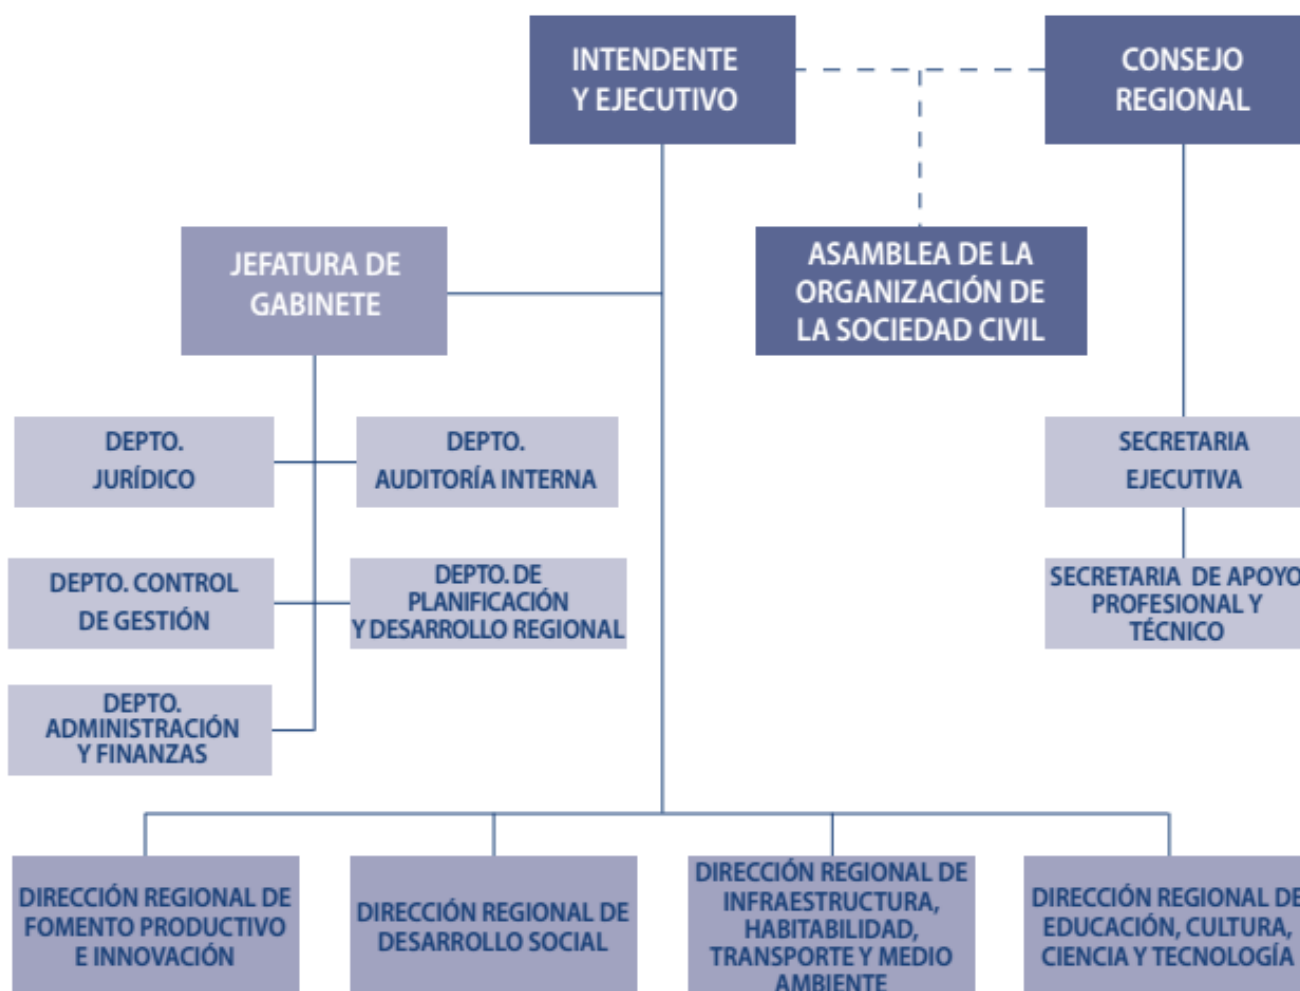 INTENDENTE
Y EJECUTIVO
CONSEJO
REGIONAL
JEFATURA DE
GABINETE
ASAMBLEA DE LA
ORGANIZACIÓN DE
LA SOCIEDAD CIVIL
DEPTO.
JURÍDICO
DEPTO.
AUDITORÍA INTERNA
SECRETARIA
EJECUTIVA
DEPTO. CONTROL
DE GESTIÓN
DEPTO. DE
PLANIFICACIÓN
Y DESARROLLO REGIONAL
SECRETARIA DE APOYO
PROFESIONAL Y
TÉCNICO
DEPTO.
ADMINISTRACIÓN
Y FINANZAS
DIRECCIÓN REGIONAL DE
FOMENTO PRODUCTIVO
E INNOVACIÓN
DIRECCIÓN REGIONAL DE
DESARROLLO SOCIAL
DIRECCIÓN REGIONAL DE
INFRAESTRUCTURA,
HABITABILIDAD,
TRANSPORTE Y MEDIO
AMBIENTE
DIRECCIÓN REGIONAL DE
EDUCACIÓN, CULTURA,
CIENCIA Y TECNOLOGÍA